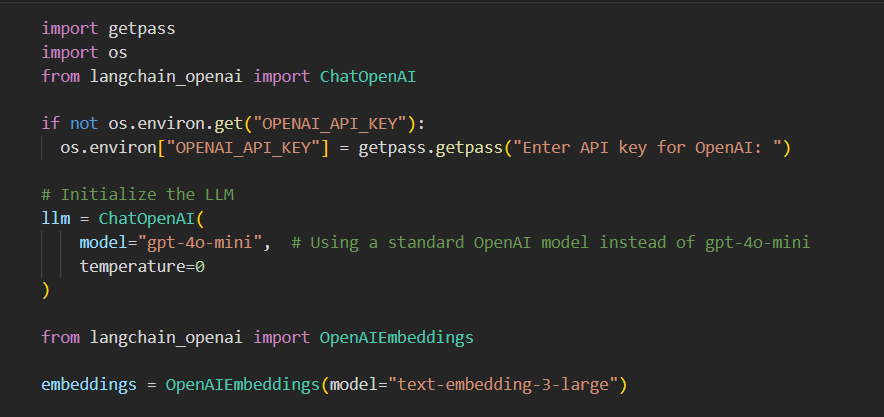 import getpass
import os
from langchain_openai import ChatOpenAI

if not os.environ.get("OPENAI_API_KEY"):
  os.environ["OPENAI_API_KEY"] = getpass.getpass("Enter API key for OpenAI: ")

# Initialize the LLM
llm = ChatOpenAI(
    model="gpt-4o-mini",  # Using a standard OpenAI model instead of gpt-4o-mini
    temperature=0
)

from langchain_openai import OpenAIEmbeddings

embeddings = OpenAIEmbeddings(model="text-embedding-3-large")